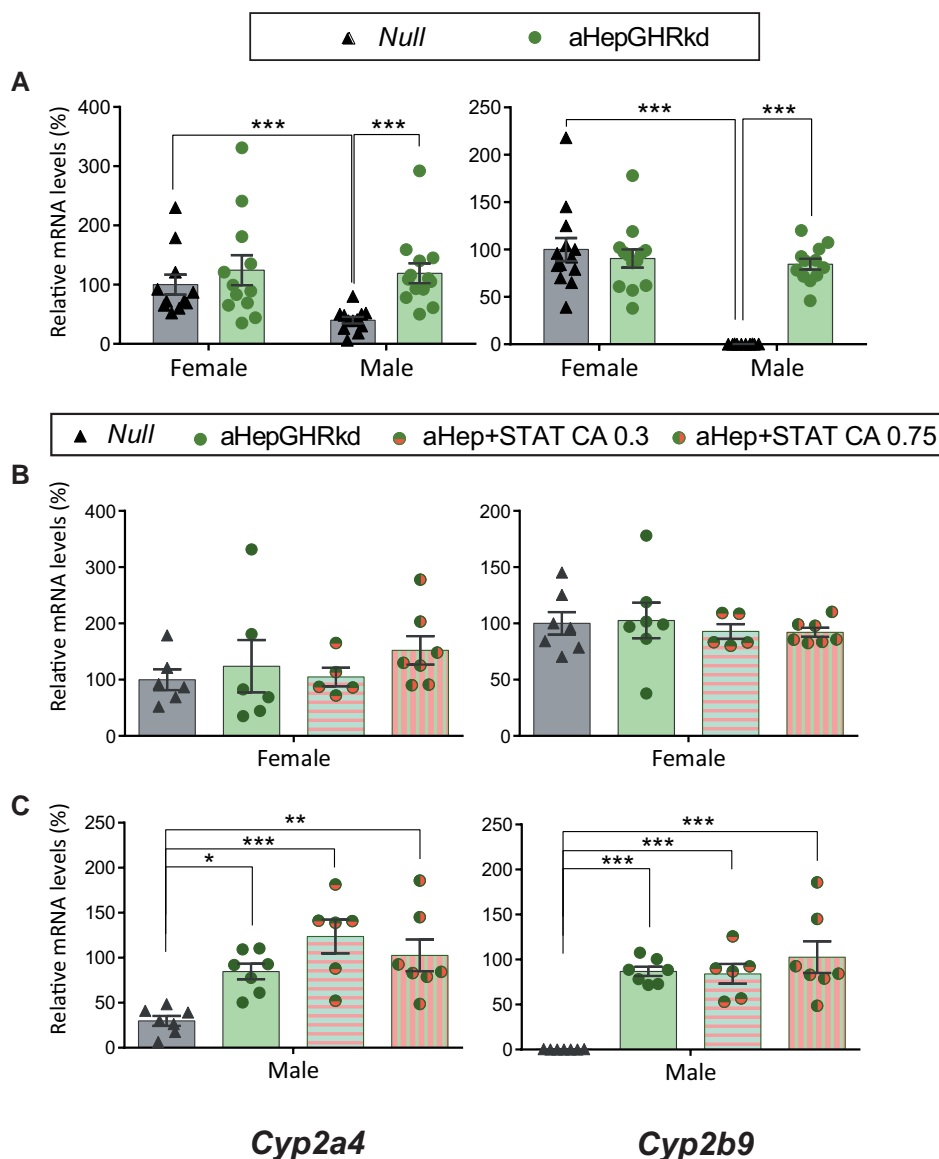 Null aHepGHRkd
A
Relative mRNA levels (%)
400
300
200
100
0
*** ***
Female Male
250
200
150
100
50
0
*** ***
Female Male
Null aHepGHRkd aHep+STAT CA 0.3 aHep+STAT CA 0.75
B
Relative mRNA levels (%)
400
300
200
100
0
Female
200
150
100
50
0
Female
C
Relative mRNA levels (%)
250
200
150
100
50
0
**
***
*
Male
250
200
150
100
50
0
***
***
***
Male
Cyp2a4 Cyp2b9